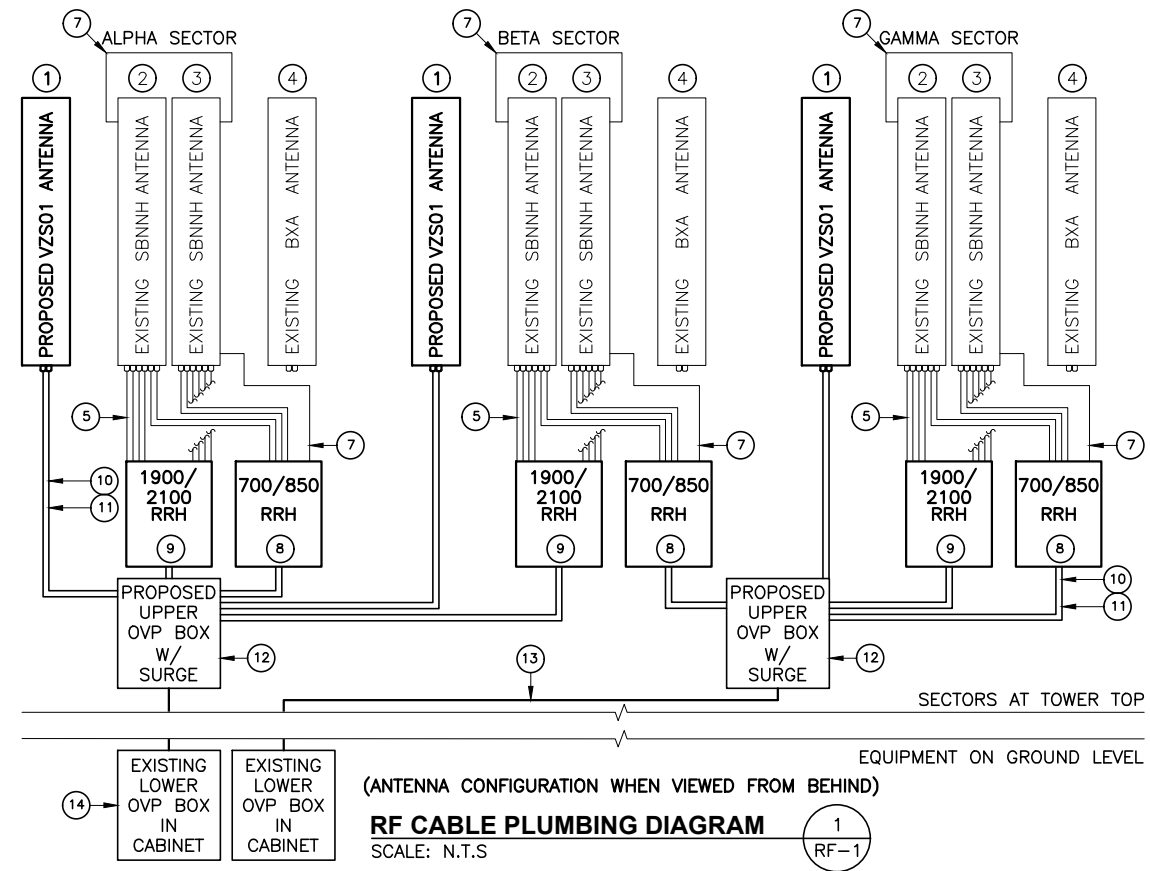 7
ALPHA SECTOR
7
BETA SECTOR
7
GAMMA SECTOR
1
2
3
4
1
2
3
4
1
2
3
4
PROPOSED VZS01 ANTENNA
EXISTING SBNNH ANTENNA
EXISTING SBNNH ANTENNA
EXISTING BXA ANTENNA
PROPOSED VZS01 ANTENNA
EXISTING SBNNH ANTENNA
EXISTING SBNNH ANTENNA
EXISTING BXA ANTENNA
PROPOSED VZS01 ANTENNA
EXISTING SBNNH ANTENNA
EXISTING SBNNH ANTENNA
EXISTING BXA ANTENNA
5
7
5
7
5
7
10
11
1900/
2100
RRH
9
700/850
RRH
8
1900/
2100
RRH
9
700/850
RRH
8
1900/
2100
RRH
9
700/850
RRH
8
10
11
PROPOSED
UPPER
OVP BOX
W/
SURGE
12
13
PROPOSED
UPPER
OVP BOX
W/
SURGE
12
SECTORS AT TOWER TOP
EQUIPMENT ON GROUND LEVEL
14
EXISTING
LOWER
OVP BOX
IN
CABINET
EXISTING
LOWER
OVP BOX
IN
CABINET
(ANTENNA CONFIGURATION WHEN VIEWED FROM BEHIND)
RF CABLE PLUMBING DIAGRAM
SCALE: N.T.S
1
RF-1